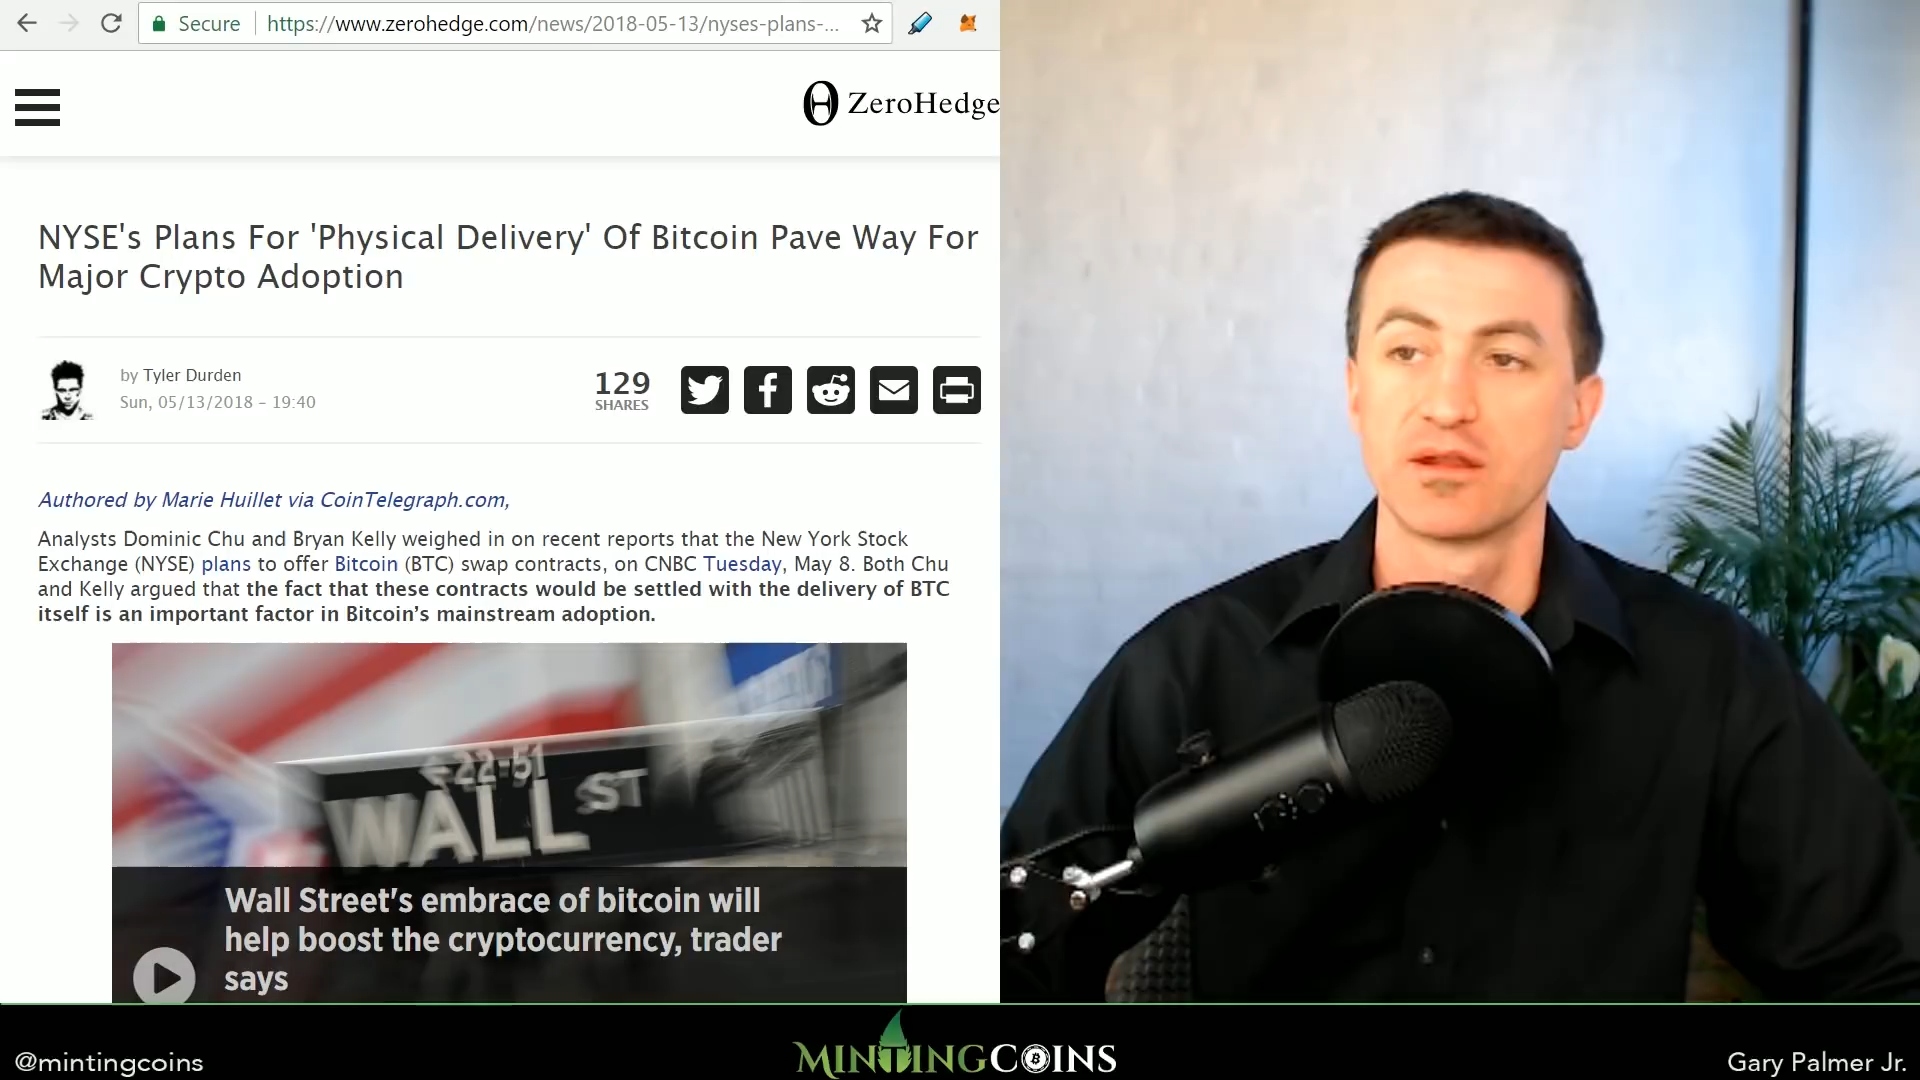 Secure
https://www.zerohedge.com/news/2018-05-13/nyses-plans-...
ZeroHedge
NYSE's Plans For 'Physical Delivery' Of Bitcoin Pave Way For
Major Crypto Adoption
by Tyler Durden
Sun, 05/13/2018 - 19:40
129
SHARES
Authored by Marie Huillet via CoinTelegraph.com,
Analysts Dominic Chu and Bryan Kelly weighed in on recent reports that the New York Stock
Exchange (NYSE) plans to offer Bitcoin (BTC) swap contracts, on CNBC Tuesday, May 8. Both Chu
and Kelly argued that the fact that these contracts would be settled with the delivery of BTC
itself is an important factor in Bitcoin’s mainstream adoption.
22-51
WALL ST
Wall Street's embrace of bitcoin will
help boost the cryptocurrency, trader
says
@mintingcoins
MINTINGCOINS
Gary Palmer Jr.